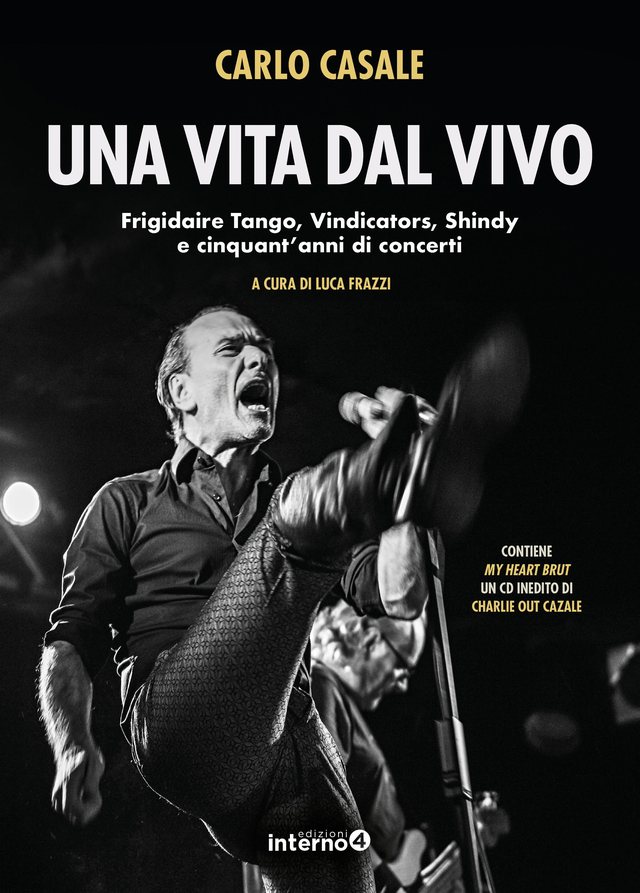 CARLO CASALE
UNA VITA DAL VIVO
Frigidaire Tango, Vindicators, Shindy
e cinquant’anni di concerti
A CURA DI LUCA FRAZZI
CONTIENE
MY HEART BRUT
UN CD INEDITO DI
CHARLIE OUT CAZALE
edizioni
interno4